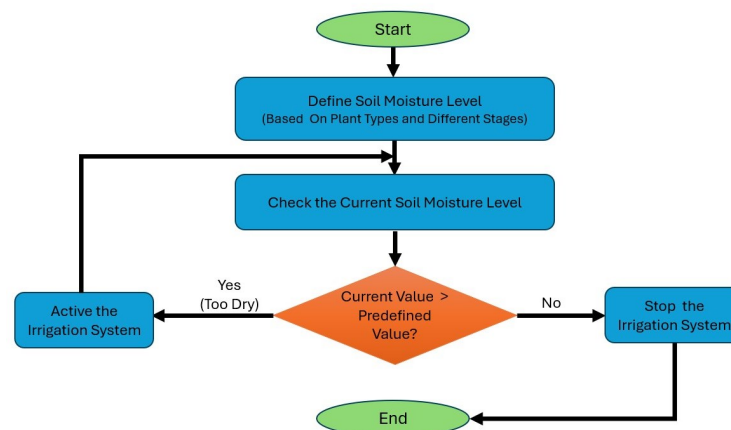 Start
Define Soil Moisture Level
(Based On Plant Types and Different Stages)
Check the Current Soil Moisture Level
Current Value >
Predefined
Value?
Yes
(Too Dry)
Active the
Irrigation System
No
Stop the
Irrigation System
End